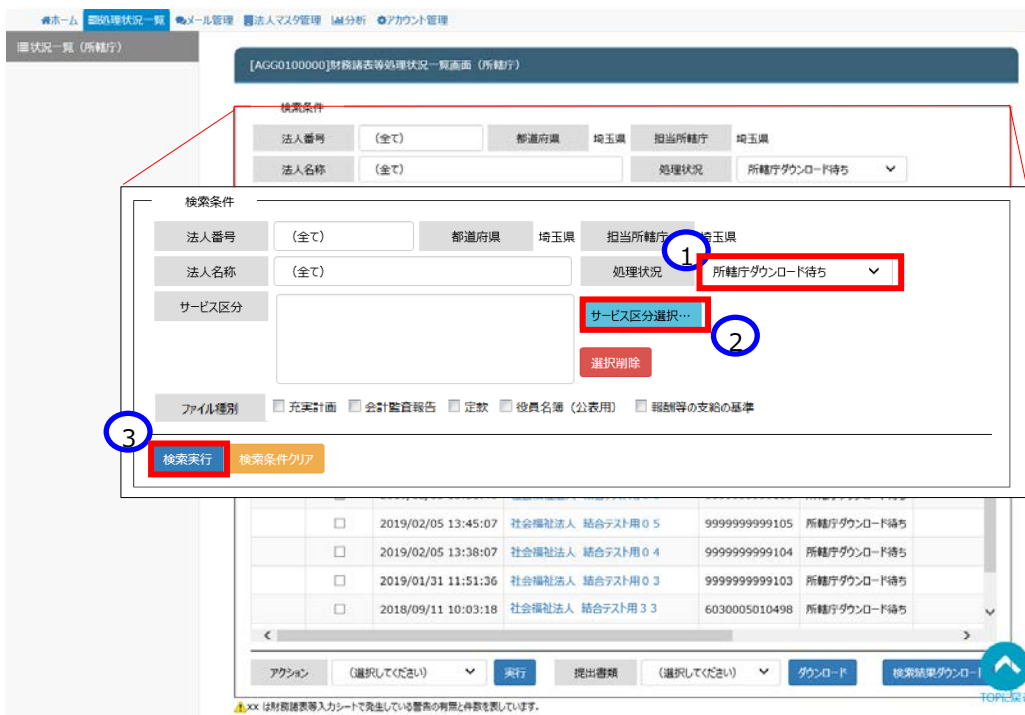 ホーム 処理状況一覧 メール管理 法人マスタ管理 分析 アカウント管理
状況一覧（所轄庁）
[AGG0100000]財務諸表等処理状況一覧画面（所轄庁）
検索条件
法人番号 (全て) 都道府県 埼玉県 担当所轄庁 埼玉県
法人名称 (全て) 処理状況 所轄庁ダウンロード待ち
検索条件
法人番号 (全て) 都道府県 埼玉県 担当所轄庁 埼玉県
1
法人名称 (全て) 処理状況 所轄庁ダウンロード待ち
サービス区分 サービス区分選択…
2
選択削除
ファイル種別 充実計画 会計監査報告 定款 役員名簿（公表用） 報酬等の支給の基準
3
検索実行 検索条件クリア
2019/02/05 13:45:07 社会福祉法人 結合テスト用０５ 9999999999105 所轄庁ダウンロード待ち
2019/02/05 13:38:07 社会福祉法人 結合テスト用０４ 9999999999104 所轄庁ダウンロード待ち
2019/01/31 11:51:36 社会福祉法人 結合テスト用０３ 9999999999103 所轄庁ダウンロード待ち
2018/09/11 10:03:18 社会福祉法人 結合テスト用３３ 6030005010498 所轄庁ダウンロード待ち
アクション (選択してください) 実行 提出書類 (選択してください) ダウンロード 検索結果ダウンロー
TOPに戻
xx は財務諸表等入力シートで発生している警告の有無と件数を表しています。